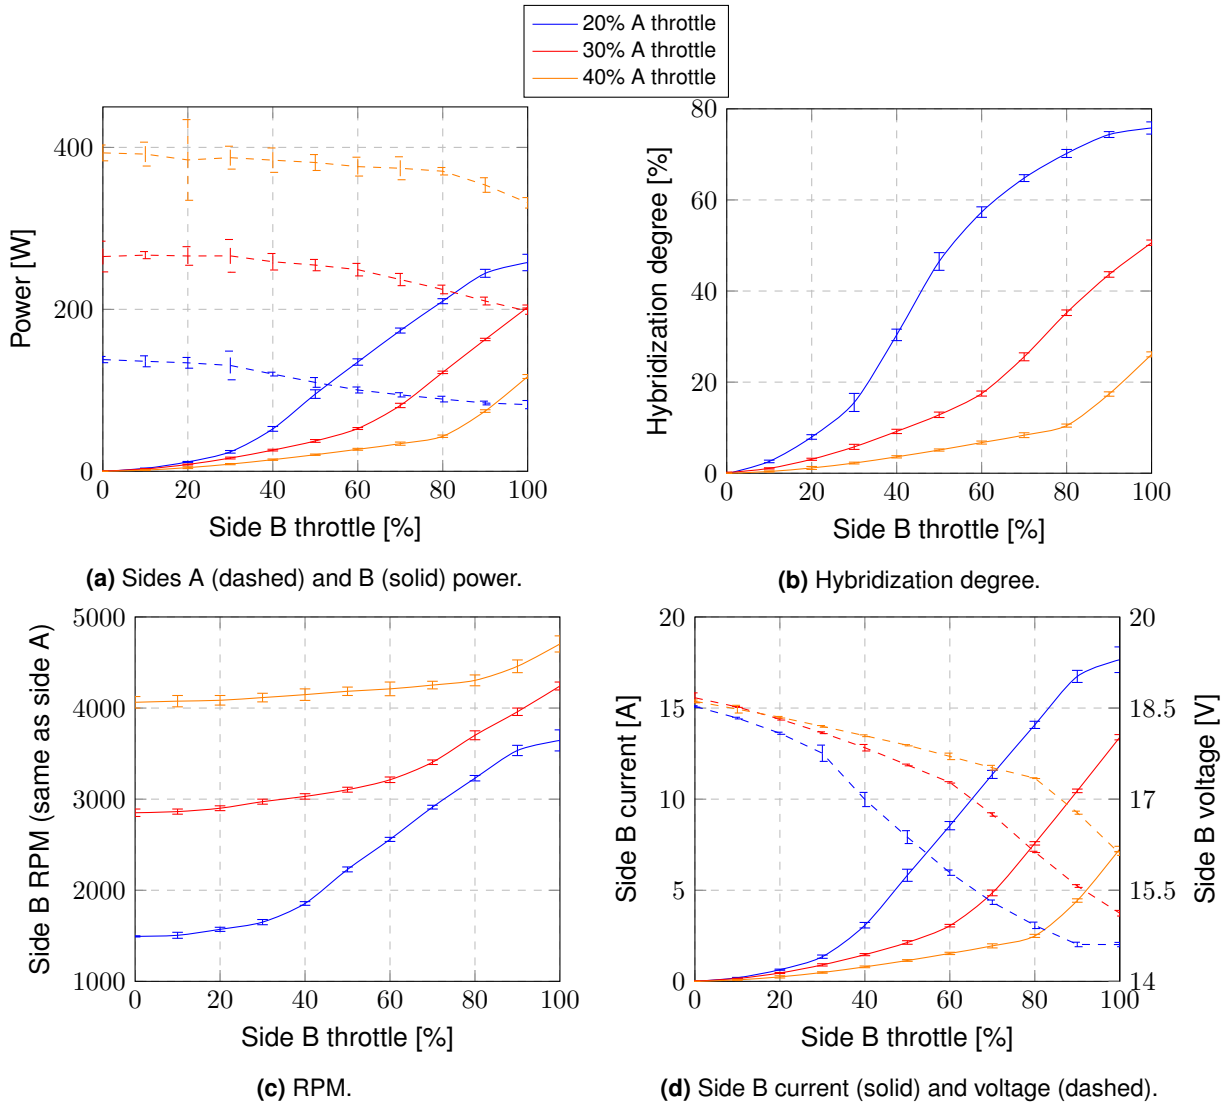 20% A throttle
30% A throttle
40% A throttle
400
200
0
0 20 40 60 80 100
Power [W]
Side B throttle [%]
(a) Sides A (dashed) and B (solid) power.
80
60
40
20
0
0 20 40 60 80 100
Hybridization degree [%]
Side B throttle [%]
(b) Hybridization degree.
5000
4000
3000
2000
1000
0 20 40 60 80 100
Side B RPM (same as side A)
Side B throttle [%]
(c) RPM.
20
15
10
5
0
0 20 40 60 80 100
20
18.5
17
15.5
14
Side B current [A]
Side B voltage [V]
Side B throttle [%]
(d) Side B current (solid) and voltage (dashed).